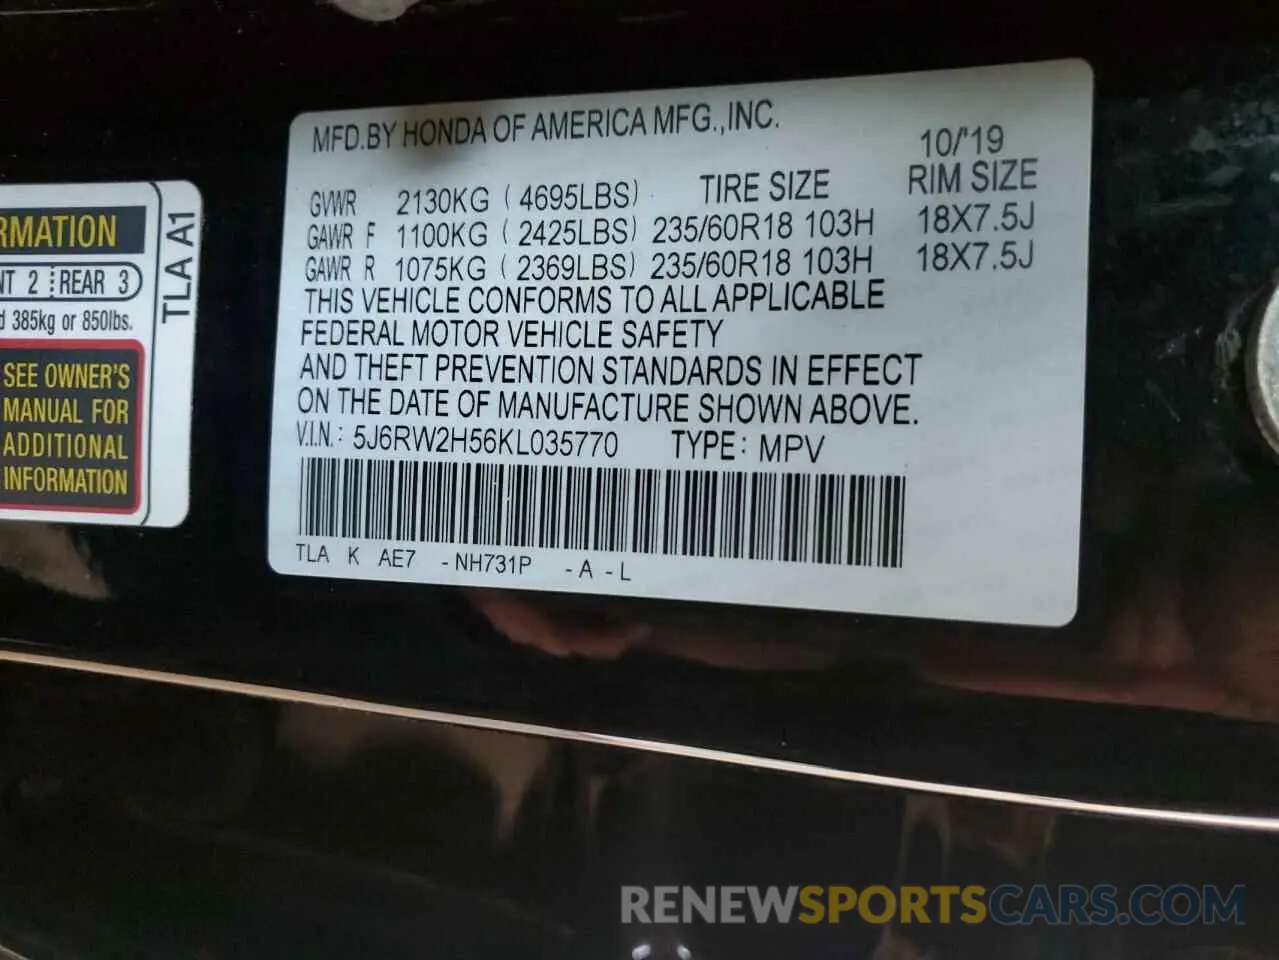 MFD.BY HONDA OF AMERICA MFG.,INC.
10/'19
GVWR 2130KG ( 4695LBS) TIRE SIZE RIM SIZE
GAWR F 1100KG ( 2425LBS) 235/60R18 103H 18X7.5J
GAWR R 1075KG ( 2369LBS) 235/60R18 103H 18X7.5J
THIS VEHICLE CONFORMS TO ALL APPLICABLE
FEDERAL MOTOR VEHICLE SAFETY
AND THEFT PREVENTION STANDARDS IN EFFECT
ON THE DATE OF MANUFACTURE SHOWN ABOVE.
V.I.N.: 5J6RW2H56KL035770 TYPE: MPV
TLA K AE7 -NH731P -A -L
RMATION
NT 2 REAR 3
d 385kg or 850lbs.
SEE OWNER'S
MANUAL FOR
ADDITIONAL
INFORMATION
TLA A1
RENEWSPORTSCARS.COM